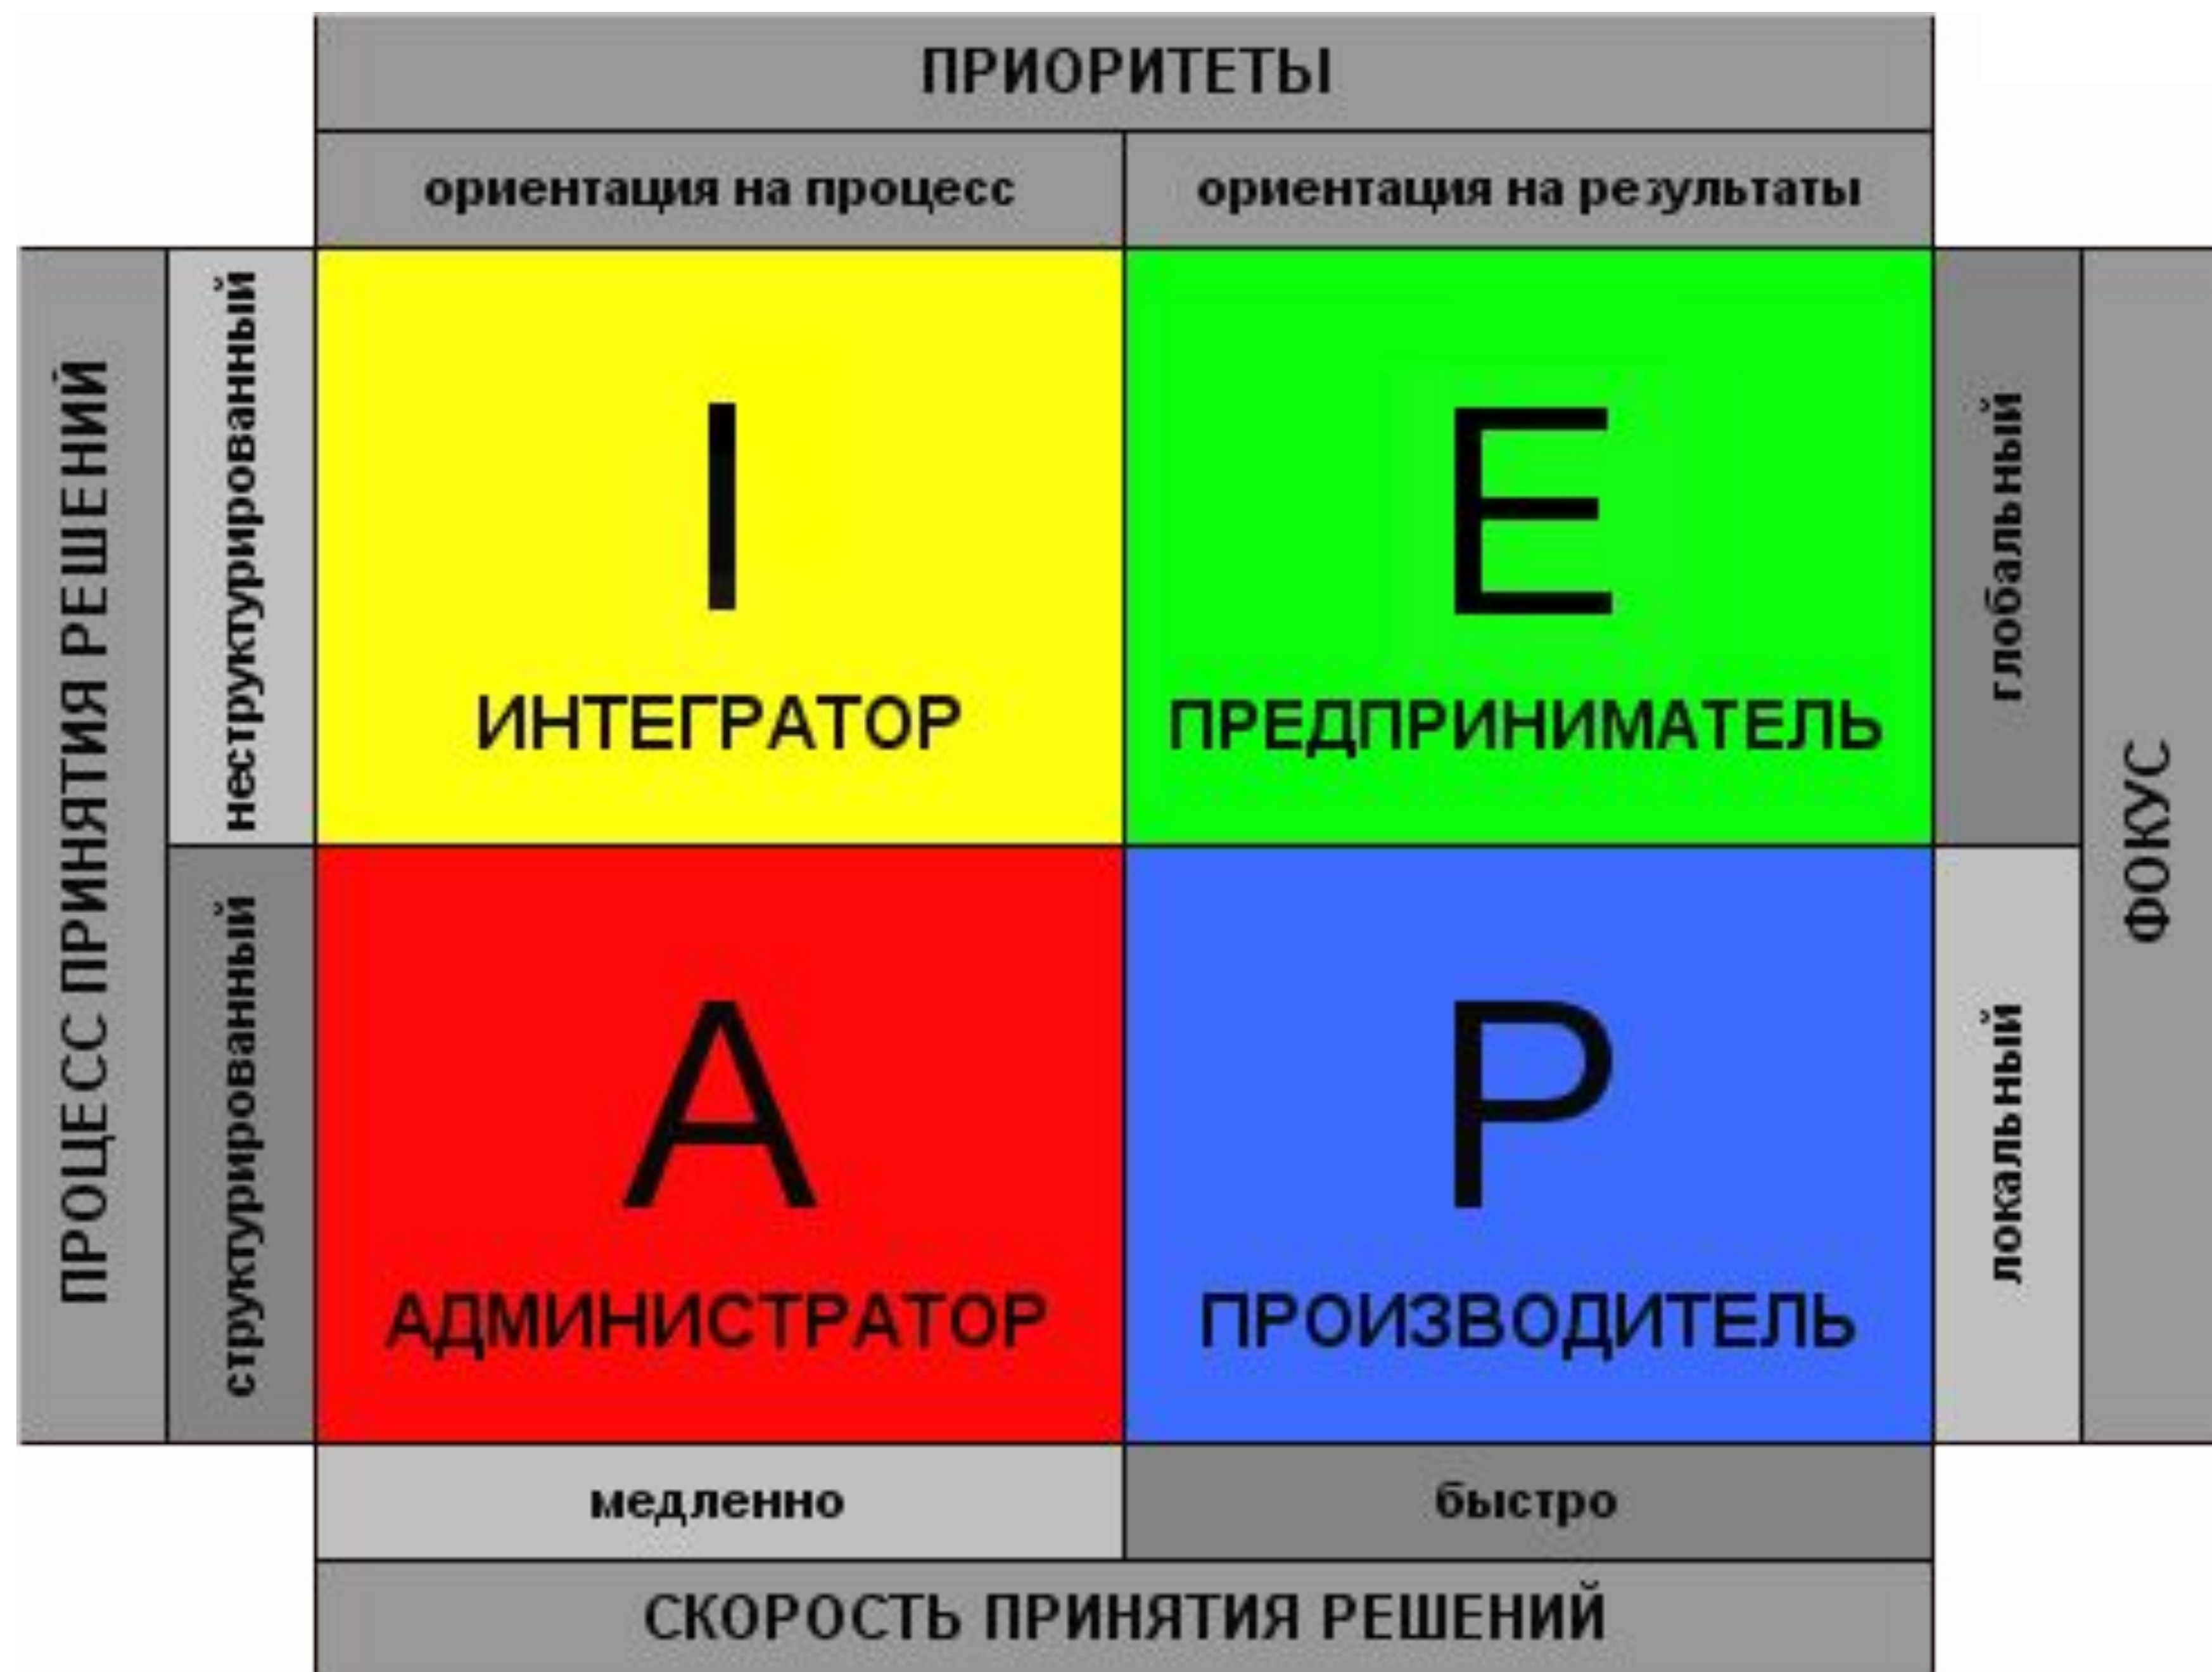 ПРИОРИТЕТЫ
ориентация на процесс
ориентация на результаты
ПРОЦЕСС ПРИНЯТИЯ РЕШЕНИЙ
неструктурированный
I
ИНТЕГРАТОР
E
ПРЕДПРИНИМАТЕЛЬ
глобальный
ФОКУС
структурированный
A
АДМИНИСТРАТОР
P
ПРОИЗВОДИТЕЛЬ
локальный
медленно
быстро
СКОРОСТЬ ПРИНЯТИЯ РЕШЕНИЙ